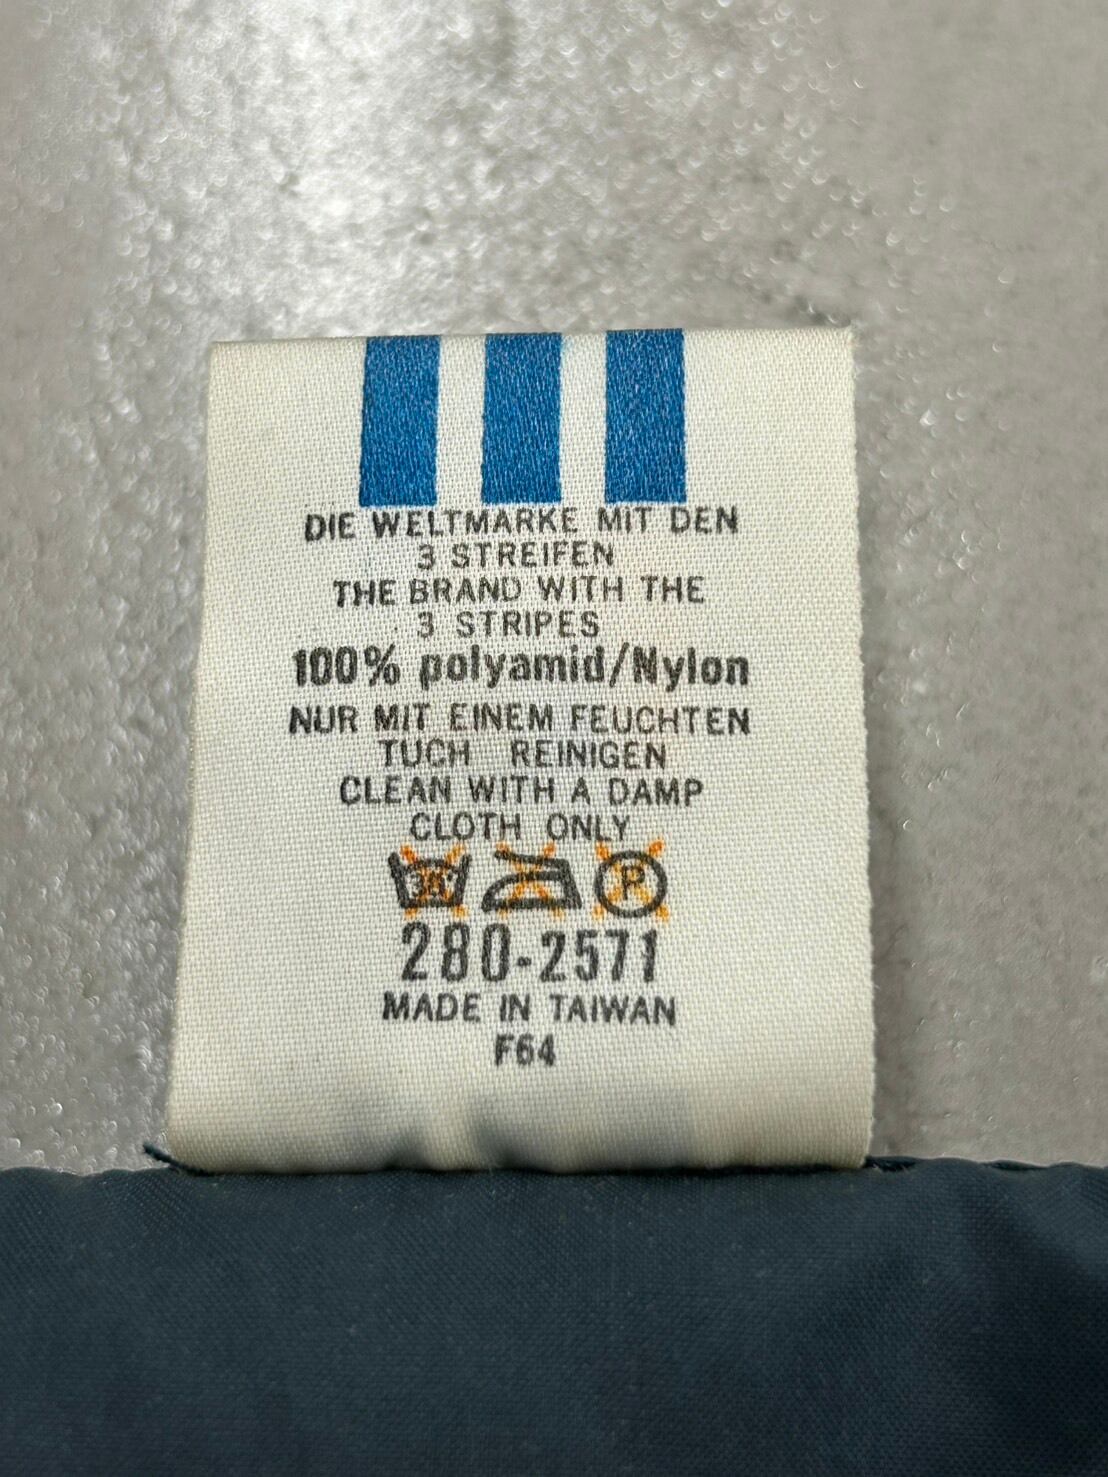 DIE WELTMARKE MIT DEN
3 STREIFEN
THE BRAND WITH THE
3 STRIPES
100% polyamid/Nylon
NUR MIT EINEM FEUCHTEN
TUCH REINIGEN
CLEAN WITH A DAMP
CLOTH ONLY
P
280-2571
MADE IN TAIWAN
F64